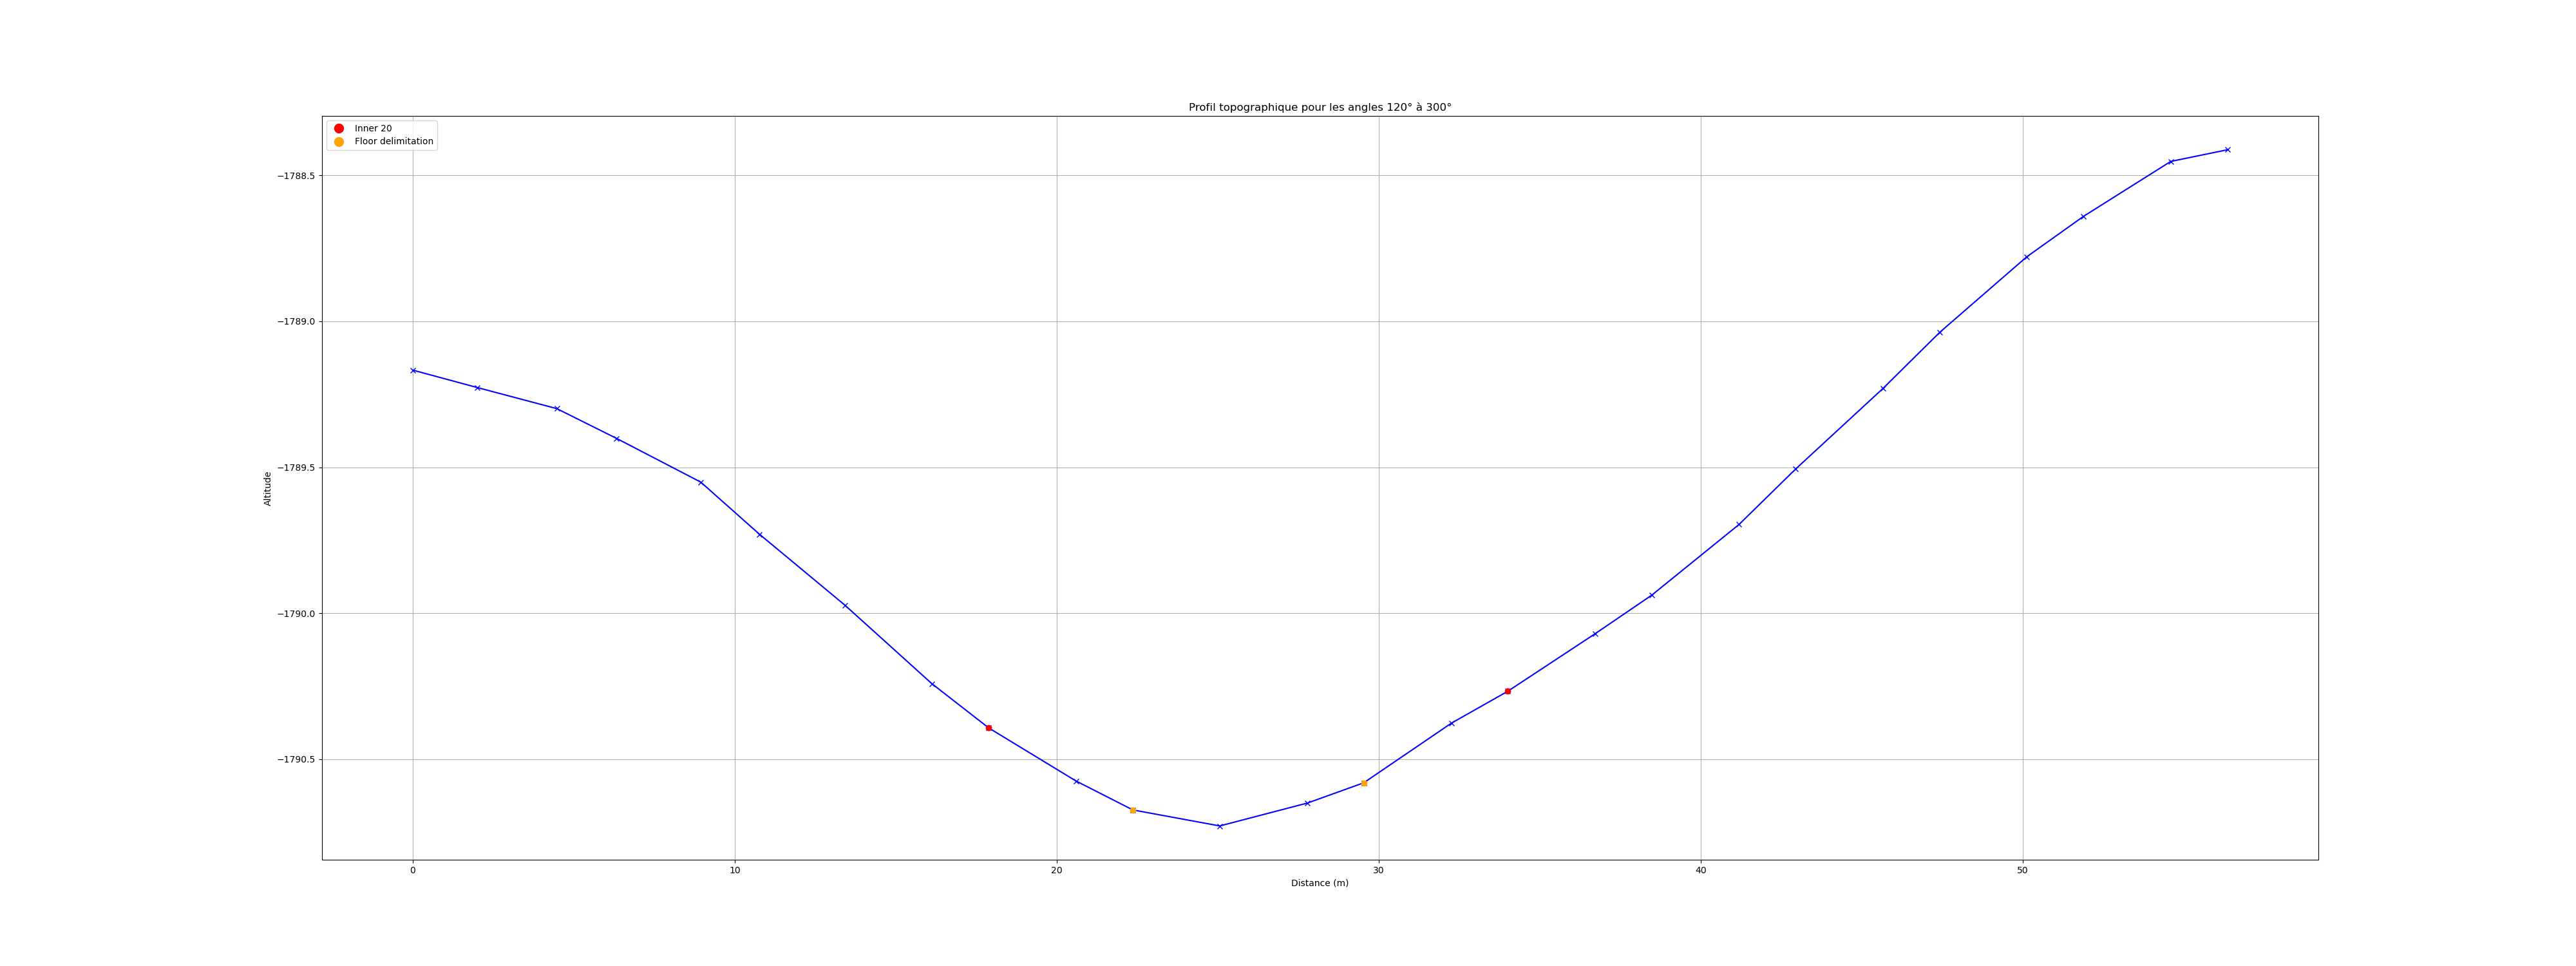 Profil topographique pour les angles 120° à 300°
Inner 20
Floor delimitation
−1788.5
−1789.0
−1789.5
−1790.0
−1790.5
Altitude
0 10 20 30 40 50
Distance (m)